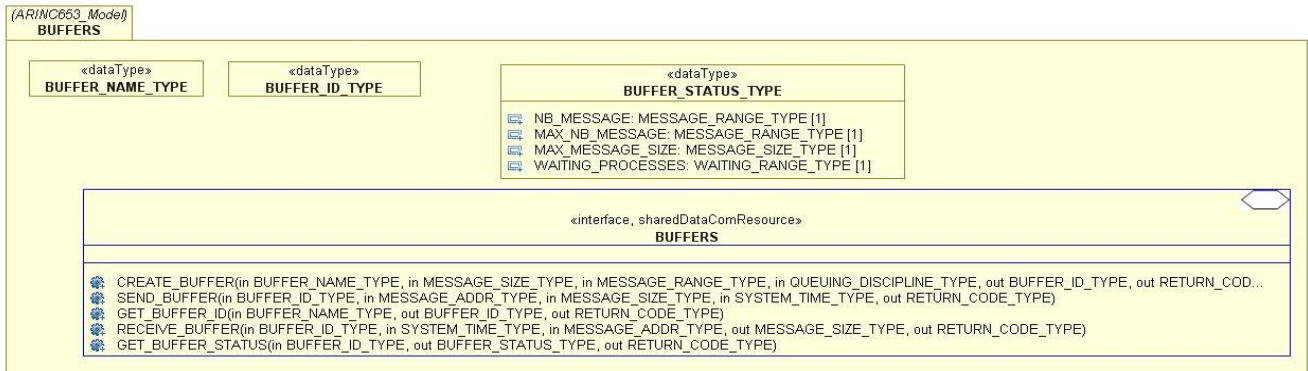 (ARINC653_Model)
BUFFERS
«dataType»
BUFFER_NAME_TYPE
«dataType»
BUFFER_ID_TYPE
«dataType»
BUFFER_STATUS_TYPE
NB_MESSAGE: MESSAGE_RANGE_TYPE [1]
MAX_NB_MESSAGE: MESSAGE_RANGE_TYPE [1]
MAX_MESSAGE_SIZE: MESSAGE_SIZE_TYPE [1]
WAITING_PROCESSES: WAITING_RANGE_TYPE [1]
«interface, sharedDataComResource»
BUFFERS
CREATE_BUFFER(in BUFFER_NAME_TYPE, in MESSAGE_SIZE_TYPE, in MESSAGE_RANGE_TYPE, in QUEUING_DISCIPLINE_TYPE, out BUFFER_ID_TYPE, out RETURN_COD...
SEND_BUFFER(in BUFFER_ID_TYPE, in MESSAGE_ADDR_TYPE, in MESSAGE_SIZE_TYPE, in SYSTEM_TIME_TYPE, out RETURN_CODE_TYPE)
GET_BUFFER_ID(in BUFFER_NAME_TYPE, out BUFFER_ID_TYPE, out RETURN_CODE_TYPE)
RECEIVE_BUFFER(in BUFFER_ID_TYPE, in SYSTEM_TIME_TYPE, in MESSAGE_ADDR_TYPE, out MESSAGE_SIZE_TYPE, out RETURN_CODE_TYPE)
GET_BUFFER_STATUS(in BUFFER_ID_TYPE, out BUFFER_STATUS_TYPE, out RETURN_CODE_TYPE)